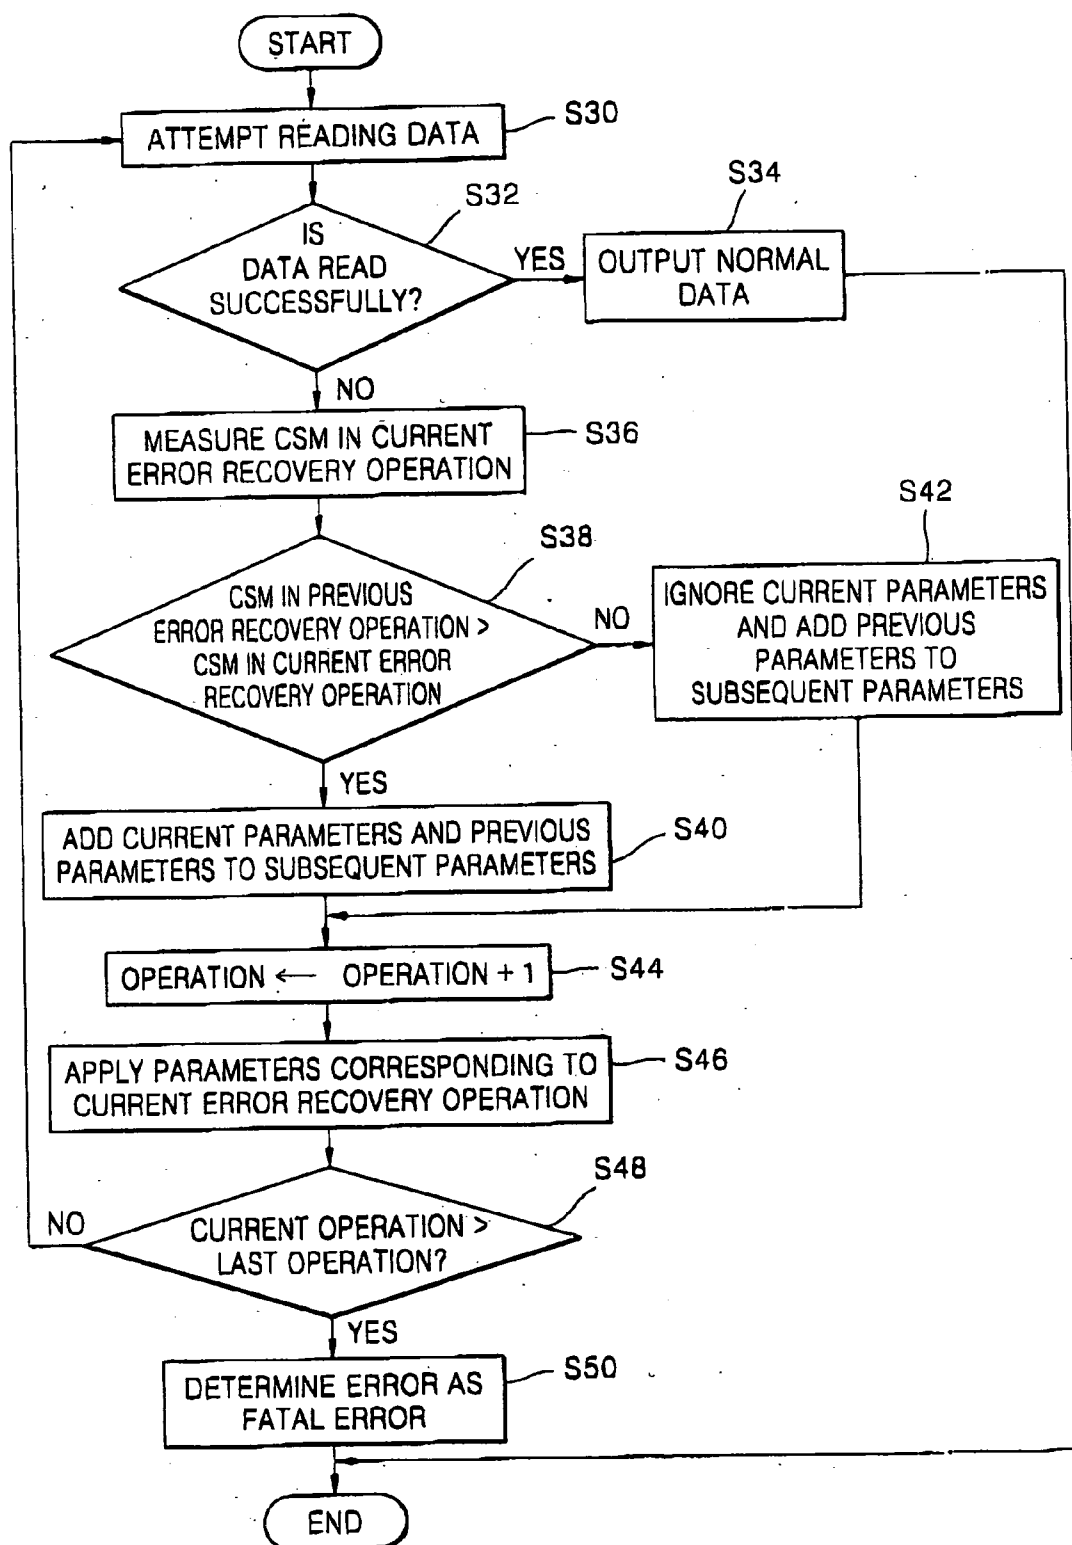 START
ATTEMPT READING DATA
S30
IS
DATA READ
SUCCESSFULLY?
S32
YES
OUTPUT NORMAL
DATA
S34
NO
MEASURE CSM IN CURRENT
ERROR RECOVERY OPERATION
S36
CSM IN PREVIOUS
ERROR RECOVERY OPERATION >
CSM IN CURRENT ERROR
RECOVERY OPERATION
S38
NO
IGNORE CURRENT PARAMETERS
AND ADD PREVIOUS
PARAMETERS TO
SUBSEQUENT PARAMETERS
S42
YES
ADD CURRENT PARAMETERS AND PREVIOUS
PARAMETERS TO SUBSEQUENT PARAMETERS
S40
OPERATION ← OPERATION + 1
S44
APPLY PARAMETERS CORRESPONDING TO
CURRENT ERROR RECOVERY OPERATION
S46
CURRENT OPERATION >
LAST OPERATION?
S48
NO
YES
DETERMINE ERROR AS
FATAL ERROR
S50
END